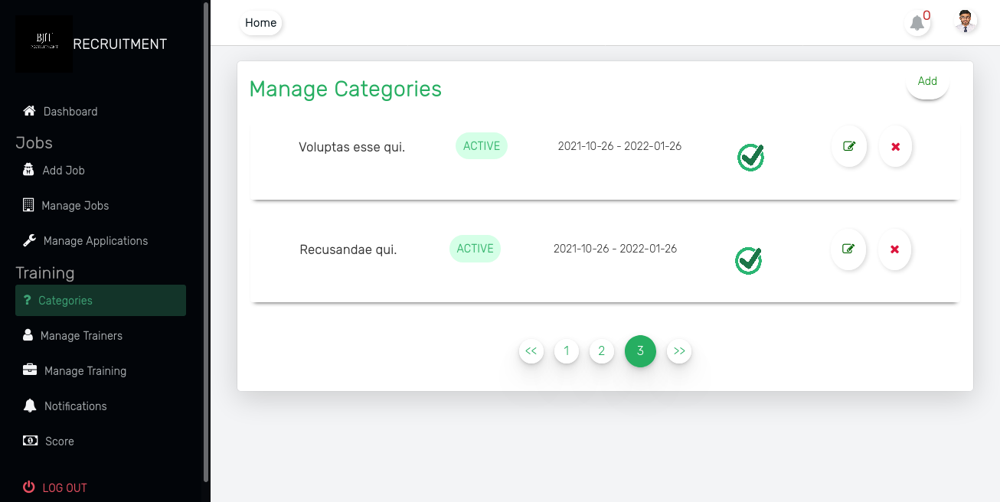 Home
0
BJN
RECRUITMENT
RECRUITMENT
Dashboard
Jobs
Add Job
Manage Jobs
Manage Applications
Training
? Categories
Manage Trainers
Manage Training
Notifications
Score
LOG OUT
Manage Categories
Add
Voluptas esse qui. ACTIVE 2021-10-26 - 2022-01-26
Recusandae qui. ACTIVE 2021-10-26 - 2022-01-26
<< 1 2 3 >>